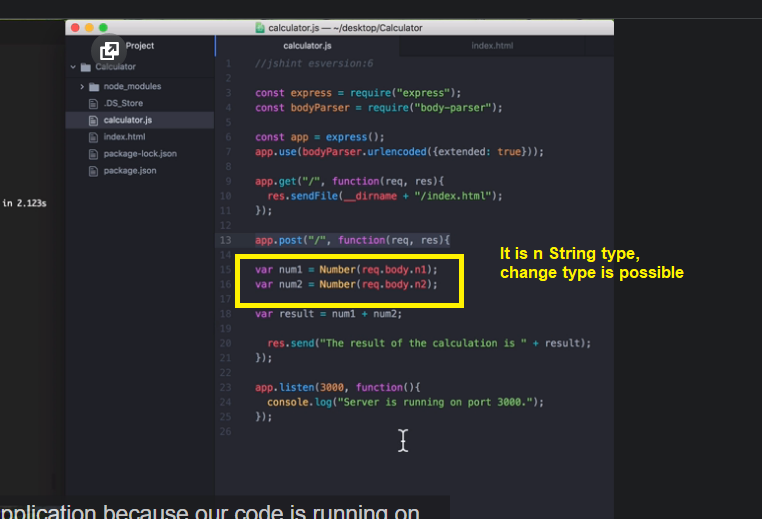 calculator.js — ~/desktop/Calculator
Project
calculator.js
index.html
Calculator
node_modules
.DS_Store
calculator.js
index.html
package-lock.json
package.json
in 2.123s
1 //jshint esversion:6
2
3 const express = require("express");
4 const bodyParser = require("body-parser");
5
6 const app = express();
7 app.use(bodyParser.urlencoded({extended: true}));
8
9 app.get("/", function(req, res){
10 res.sendFile(__dirname + "/index.html");
11 });
12
13 app.post("/", function(req, res){
14
15 var num1 = Number(req.body.n1);
16 var num2 = Number(req.body.n2);
18 var result = num1 + num2;
19
20 res.send("The result of the calculation is " + result);
21 });
22
23 app.listen(3000, function(){
24 console.log("Server is running on port 3000.");
25 });
26
It is n String type,
change type is possible
pplication because our code is running on